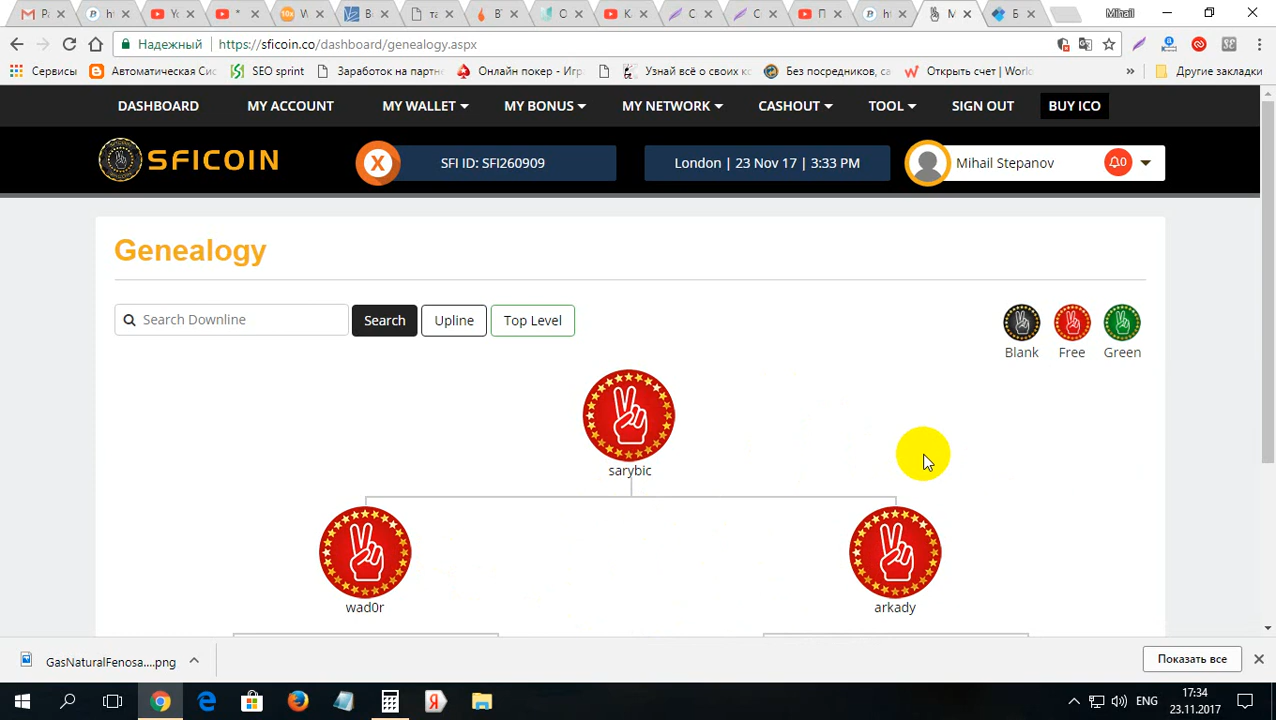 Mihail
Надежный
https://sficoin.co/dashboard/genealogy.aspx
Сервисы
Автоматическая Сис
SEO sprint
Заработок на партне
Онлайн покер - Игр
Узнай всё о своих ко
Без посредников, са
Открыть счет | Worl
»
Другие закладки
DASHBOARD
MY ACCOUNT
MY WALLET
MY BONUS
MY NETWORK
CASHOUT
TOOL
SIGN OUT
BUY ICO
SFICOIN
X
SFI ID: SFI260909
London | 23 Nov 17 | 3:33 PM
Mihail Stepanov
0
Genealogy
Search Downline
Search
Upline
Top Level
Blank
Free
Green
sarybic
wad0r
arkady
GasNaturalFenosa....png
Показать все
ENG
17:34
23.11.2017